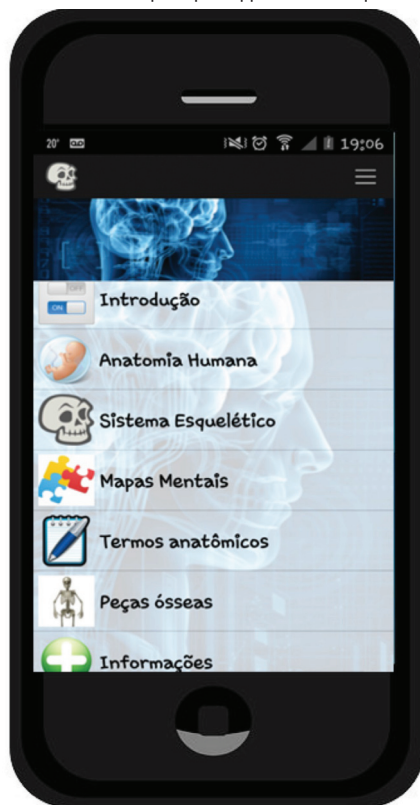 20°
19:06
OFF
ON
Introdução
Anatomia Humana
Sistema Esquelético
Mapas Mentais
Termos anatômicos
Peças ósseas
Informações